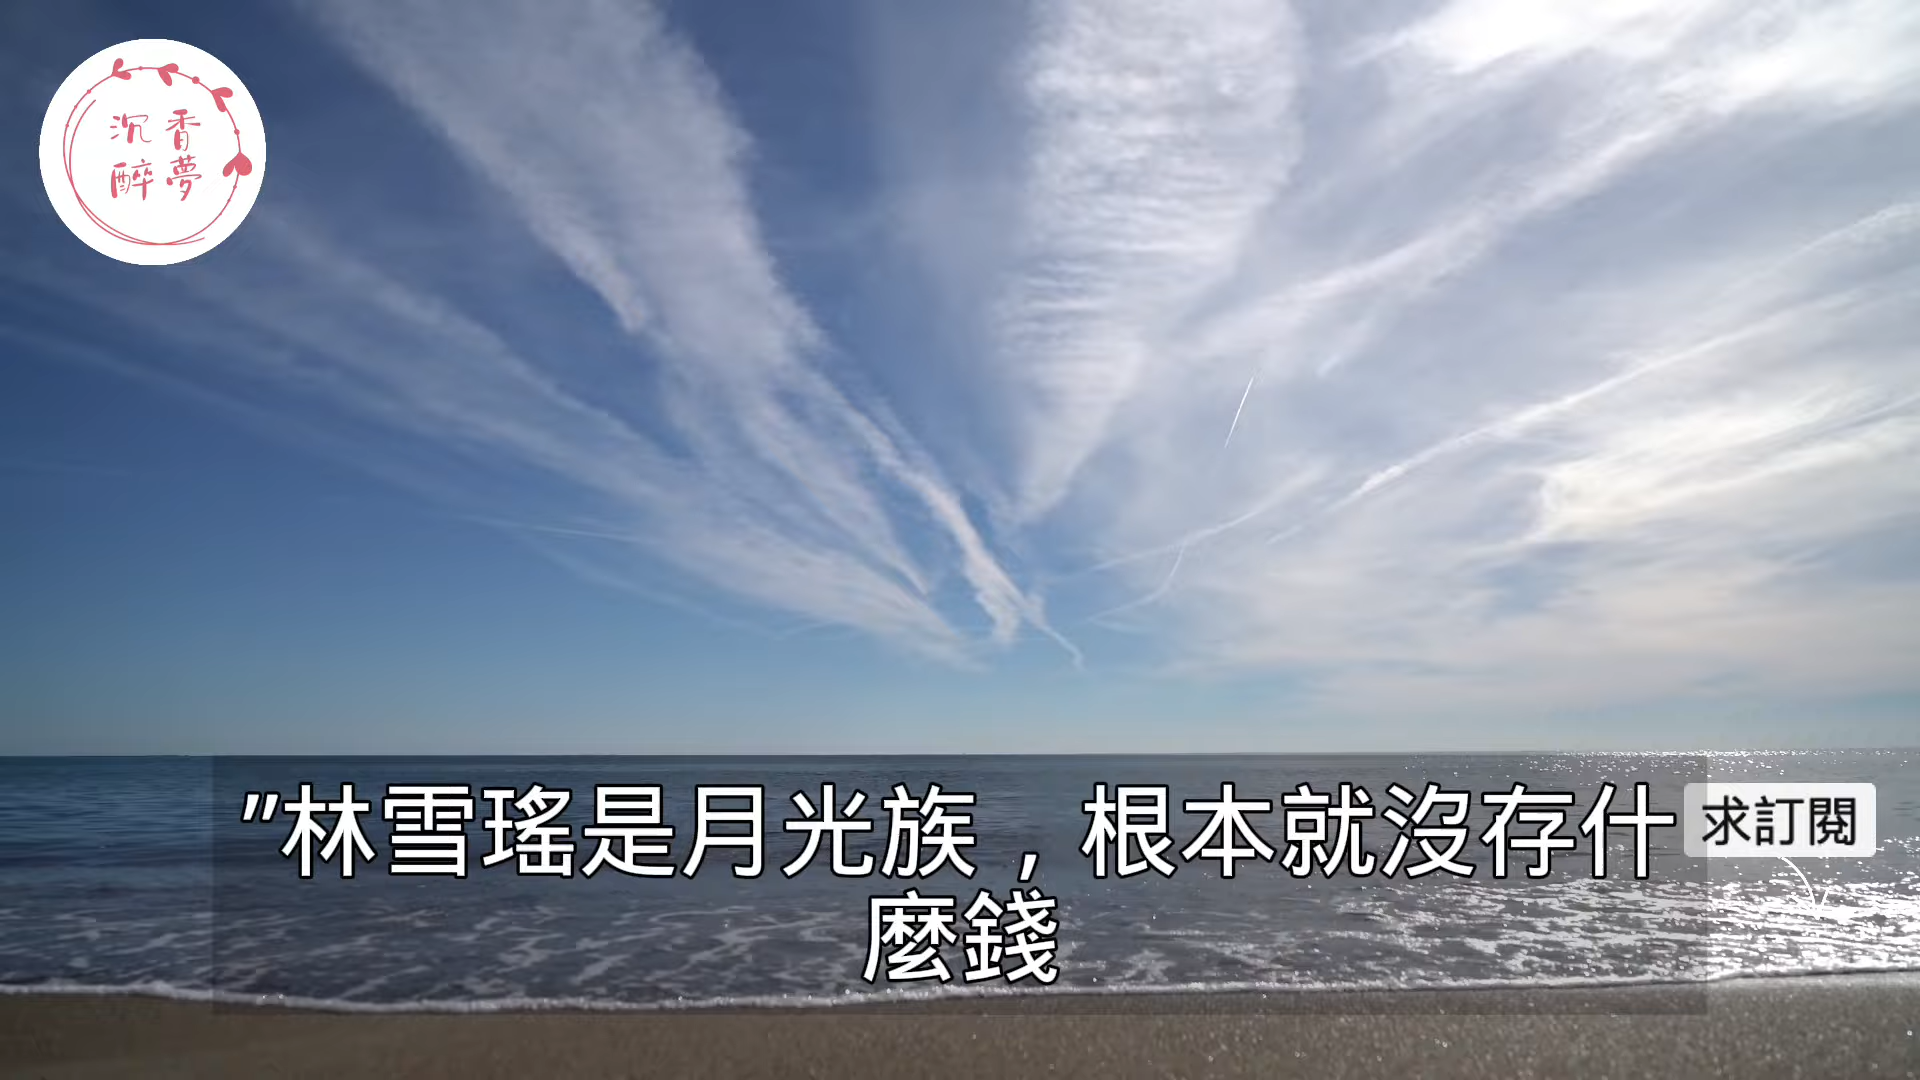 沉香
醉夢
"林雪瑤是月光族，根本就沒存什
麼錢
求訂閱